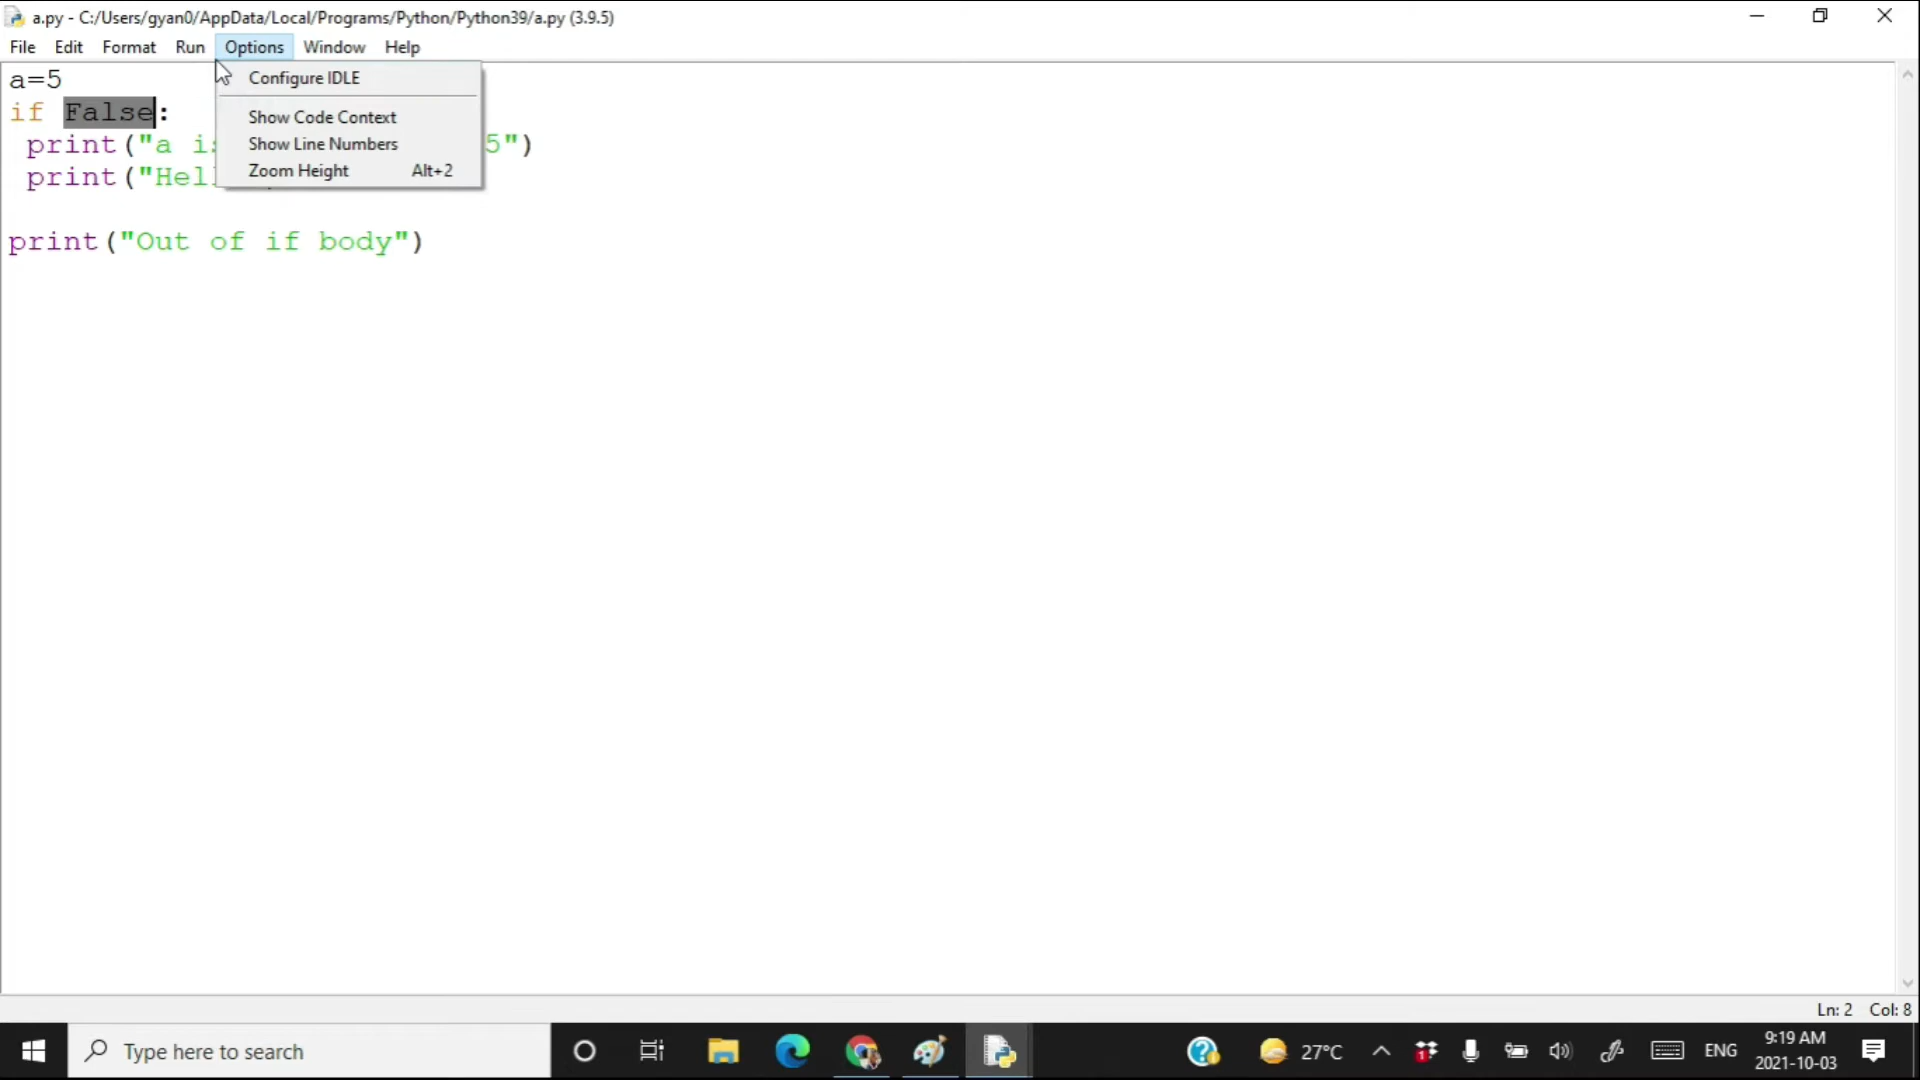 a.py - C:/Users/gyan0/AppData/Local/Programs/Python/Python39/a.py (3.9.5)
File Edit Format Run Options Window Help
a=5
if False:
print("a is 5")
print("Hell
print("Out of if body")
Configure IDLE
Show Code Context
Show Line Numbers
Zoom Height Alt+2
Ln: 2 Col: 8
Type here to search
27°C
ENG
9:19 AM
2021-10-03